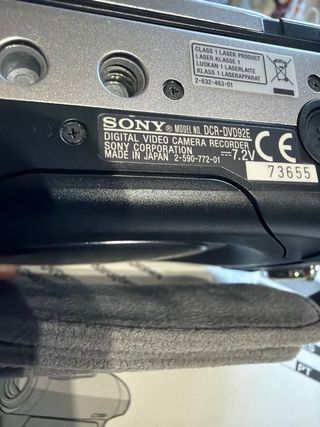 CLASS 1 LASER PRODUCT
LASER KLASSE 1
LUOKAN 1 LASERLAITE
KLASS 1 LASERAPPARAT
2-632-463-01
SONY® MODEL NO. DCR-DVD92E
DIGITAL VIDEO CAMERA RECORDER
SONY CORPORATION ⎓7.2V CE
MADE IN JAPAN 2-590-772-01
73655
PT